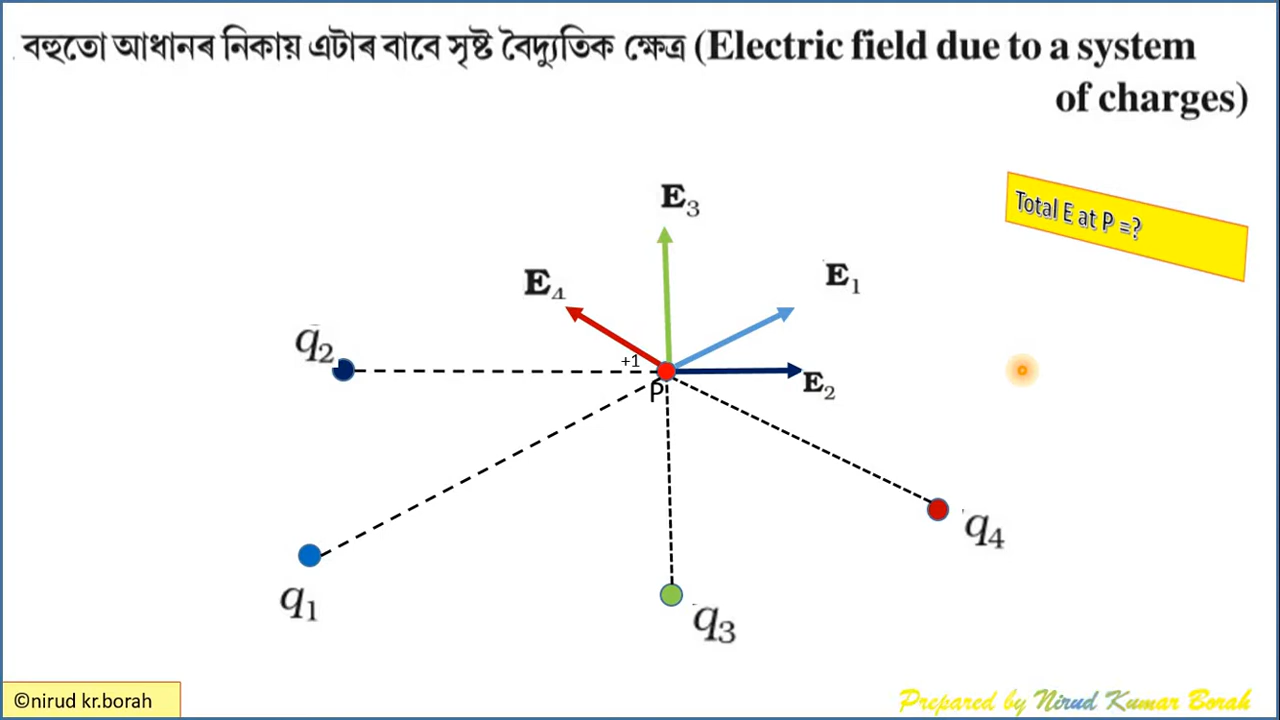 বহুতো আধানৰ নিকায় এটাৰ বাবে সৃষ্ট বৈদ্যুতিক ক্ষেত্ৰ (Electric field due to a system
of charges)
E₃
Total E at P =?
E₄
E₁
q₂
+1
E₂
P
q₄
q₁
q₃
©nirud kr.borah
Prepared by Nirud Kumar Borah